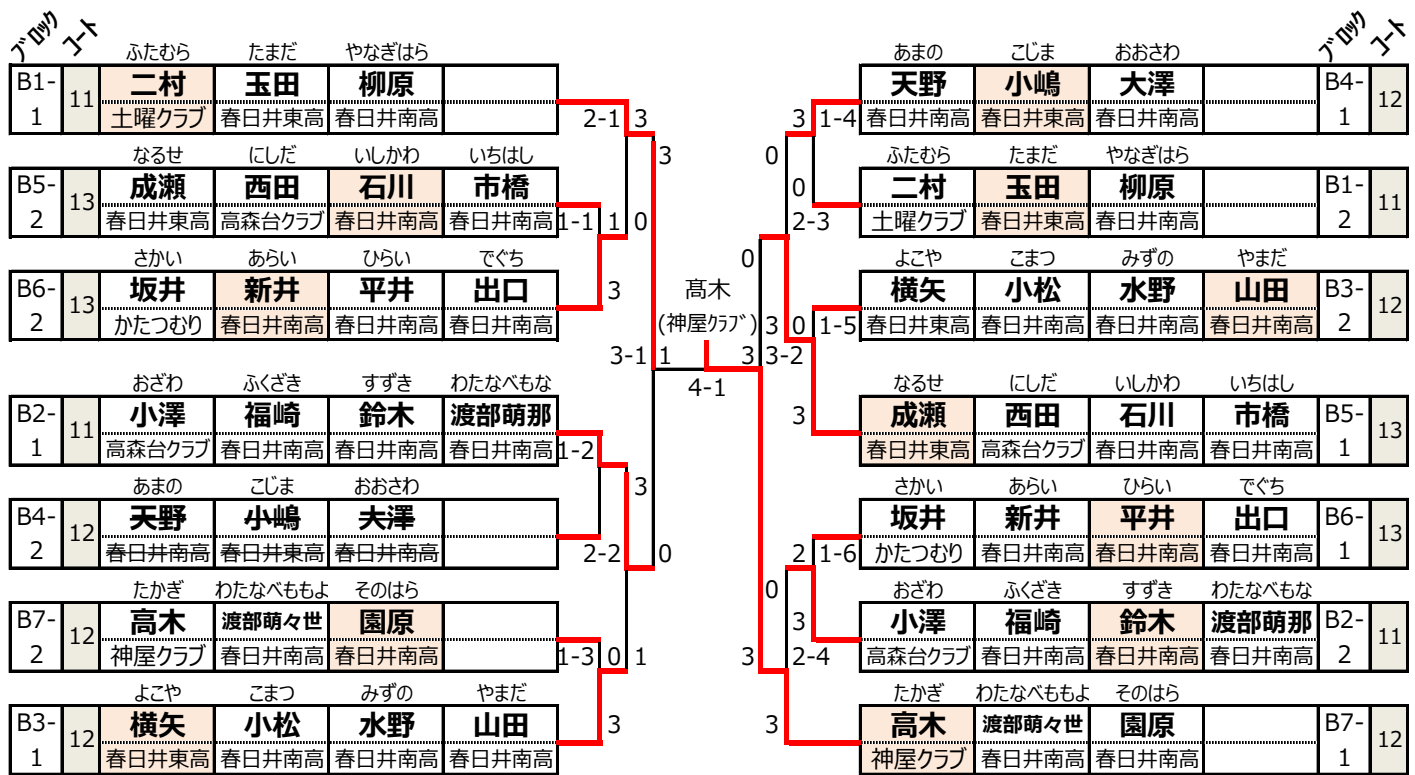 ブロック コート
ふたむら たまだ やなぎはら
B1-1 11 二村 玉田 柳原
土曜クラブ 春日井東高 春日井南高
2-1 3
3
なるせ にしだ いしかわ いちはし
B5-2 13 成瀬 西田 石川 市橋
春日井東高 高森台クラブ 春日井南高 春日井南高
1-1 1 0
さかい あらい ひらい でぐち
B6-2 13 坂井 新井 平井 出口
かたつむり 春日井南高 春日井南高 春日井南高
3
3-1 1
おざわ ふくざき すずき わたなべもな
B2-1 11 小澤 福崎 鈴木 渡部萌那
高森台クラブ 春日井南高 春日井南高 春日井南高
1-2
3
あまの こじま おおさわ
B4-2 12 天野 小嶋 大澤
春日井南高 春日井東高 春日井南高
2-2 0
たかぎ わたなべももよ そのはら
B7-2 12 高木 渡部萌々世 園原
神屋クラブ 春日井南高 春日井南高
1-3 0 1
よこや こまつ みずの やまだ
B3-1 12 横矢 小松 水野 山田
春日井東高 春日井南高 春日井南高 春日井南高
3
髙木
(神屋クラブ)
4-1
ブロック コート
あまの こじま おおさわ
天野 小嶋 大澤 B4-1 12
春日井南高 春日井東高 春日井南高
3 1-4
0
ふたむら たまだ やなぎはら
二村 玉田 柳原 B1-2 11
土曜クラブ 春日井東高 春日井南高
0
2-3
0
よこや こまつ みずの やまだ
横矢 小松 水野 山田 B3-2 12
春日井東高 春日井南高 春日井南高 春日井南高
3 0 1-5
3 3-2
なるせ にしだ いしかわ いちはし
成瀬 西田 石川 市橋 B5-1 13
春日井東高 高森台クラブ 春日井南高 春日井南高
3
さかい あらい ひらい でぐち
坂井 新井 平井 出口 B6-1 13
かたつむり 春日井南高 春日井南高 春日井南高
2 1-6
0
おざわ ふくざき すずき わたなべもな
小澤 福崎 鈴木 渡部萌那 B2-2 11
高森台クラブ 春日井南高 春日井南高 春日井南高
3
3 2-4
たかぎ わたなべももよ そのはら
高木 渡部萌々世 園原 B7-1 12
神屋クラブ 春日井南高 春日井南高
3